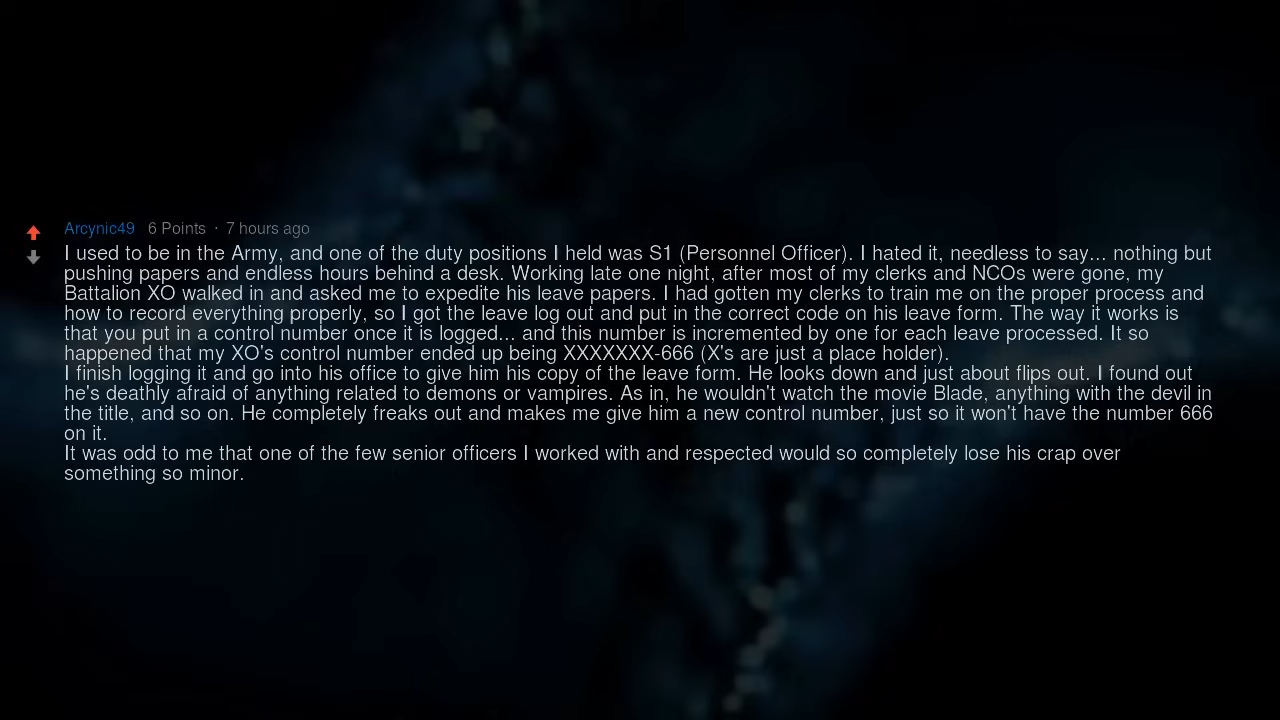 Arcynic49 6 Points · 7 hours ago
I used to be in the Army, and one of the duty positions I held was S1 (Personnel Officer). I hated it, needless to say... nothing but
pushing papers and endless hours behind a desk. Working late one night, after most of my clerks and NCOs were gone, my
Battalion XO walked in and asked me to expedite his leave papers. I had gotten my clerks to train me on the proper process and
how to record everything properly, so I got the leave log out and put in the correct code on his leave form. The way it works is
that you put in a control number once it is logged... and this number is incremented by one for each leave processed. It so
happened that my XO's control number ended up being XXXXXXX-666 (X's are just a place holder).
I finish logging it and go into his office to give him his copy of the leave form. He looks down and just about flips out. I found out
he's deathly afraid of anything related to demons or vampires. As in, he wouldn't watch the movie Blade, anything with the devil in
the title, and so on. He completely freaks out and makes me give him a new control number, just so it won't have the number 666
on it.
It was odd to me that one of the few senior officers I worked with and respected would so completely lose his crap over
something so minor.